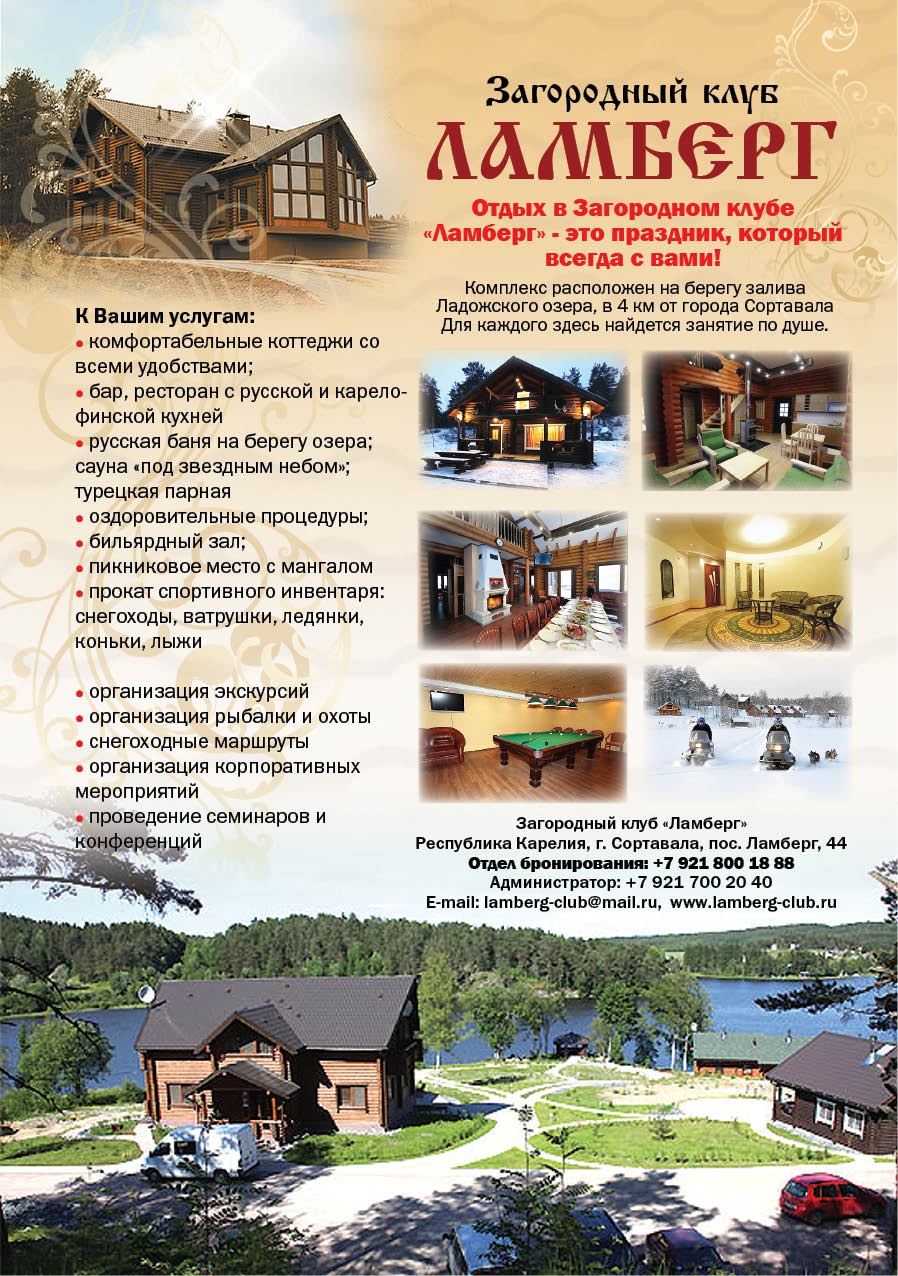 Загородный клуб
ЛАМБЕРГ
Отдых в Загородном клубе
«Ламберг» - это праздник, который
всегда с вами!
Комплекс расположен на берегу залива
Ладожского озера, в 4 км от города Сортавала
Для каждого здесь найдется занятие по душе.
К Вашим услугам:
● комфортабельные коттеджи со
всеми удобствами;
● бар, ресторан с русской и карело-
финской кухней
● русская баня на берегу озера;
сауна «под звездным небом»;
турецкая парная
● оздоровительные процедуры;
● бильярдный зал;
● пикниковое место с мангалом
● прокат спортивного инвентаря:
снегоходы, ватрушки, ледянки,
коньки, лыжи
● организация экскурсий
● организация рыбалки и охоты
● снегоходные маршруты
● организация корпоративных
мероприятий
● проведение семинаров и
конференций
Загородный клуб «Ламберг»
Республика Карелия, г. Сортавала, пос. Ламберг, 44
Отдел бронирования: +7 921 800 18 88
Администратор: +7 921 700 20 40
E-mail: lamberg-club@mail.ru, www.lamberg-club.ru